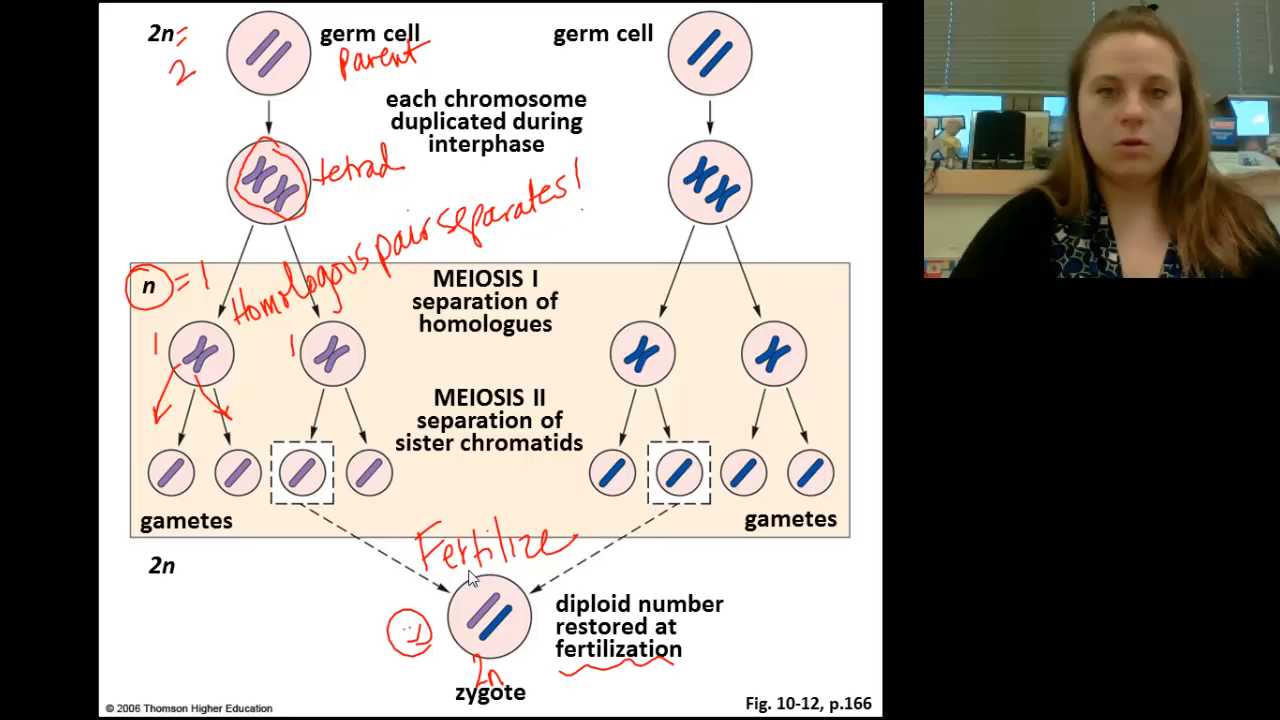 2n=
2
germ cell
parent
germ cell
each chromosome
duplicated during
interphase
tetrad
Homologous pair separates!
n = 1
MEIOSIS I
separation of
homologues
1
1
MEIOSIS II
separation of
sister chromatids
gametes
gametes
Fertilize
2n
diploid number
restored at
fertilization
2n
zygote
© 2006 Thomson Higher Education
Fig. 10-12, p.166